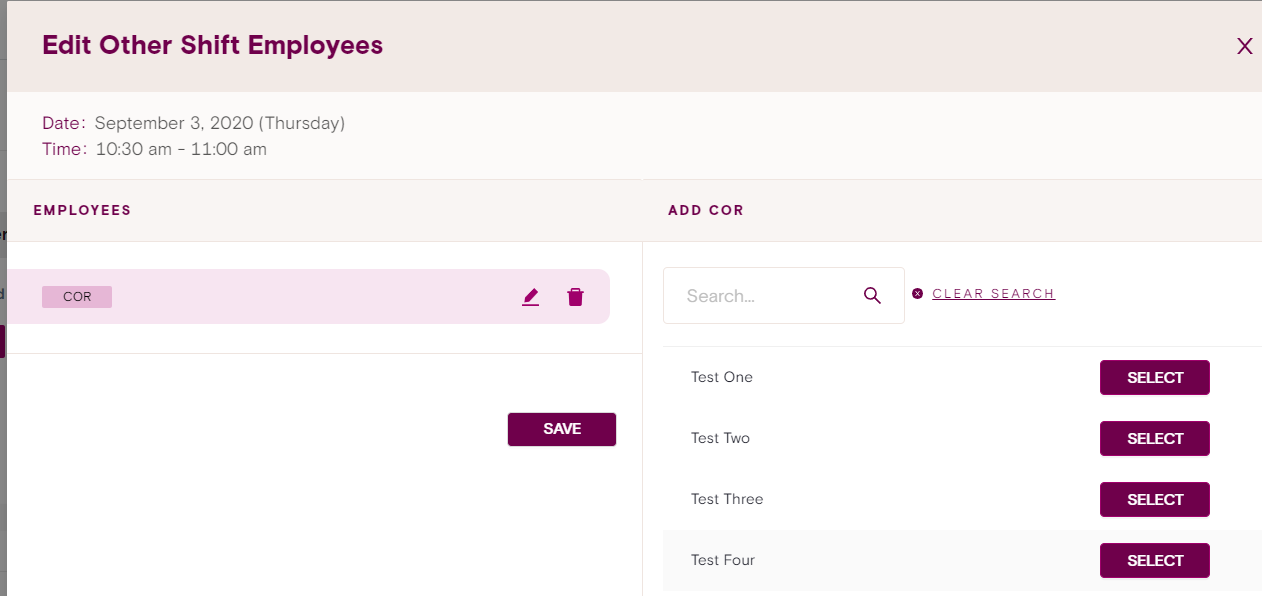 Edit Other Shift Employees
X
Date: September 3, 2020 (Thursday)
Time: 10:30 am - 11:00 am
EMPLOYEES
ADD COR
COR
Search...
CLEAR SEARCH
Test One
SELECT
Test Two
SELECT
SAVE
Test Three
SELECT
Test Four
SELECT